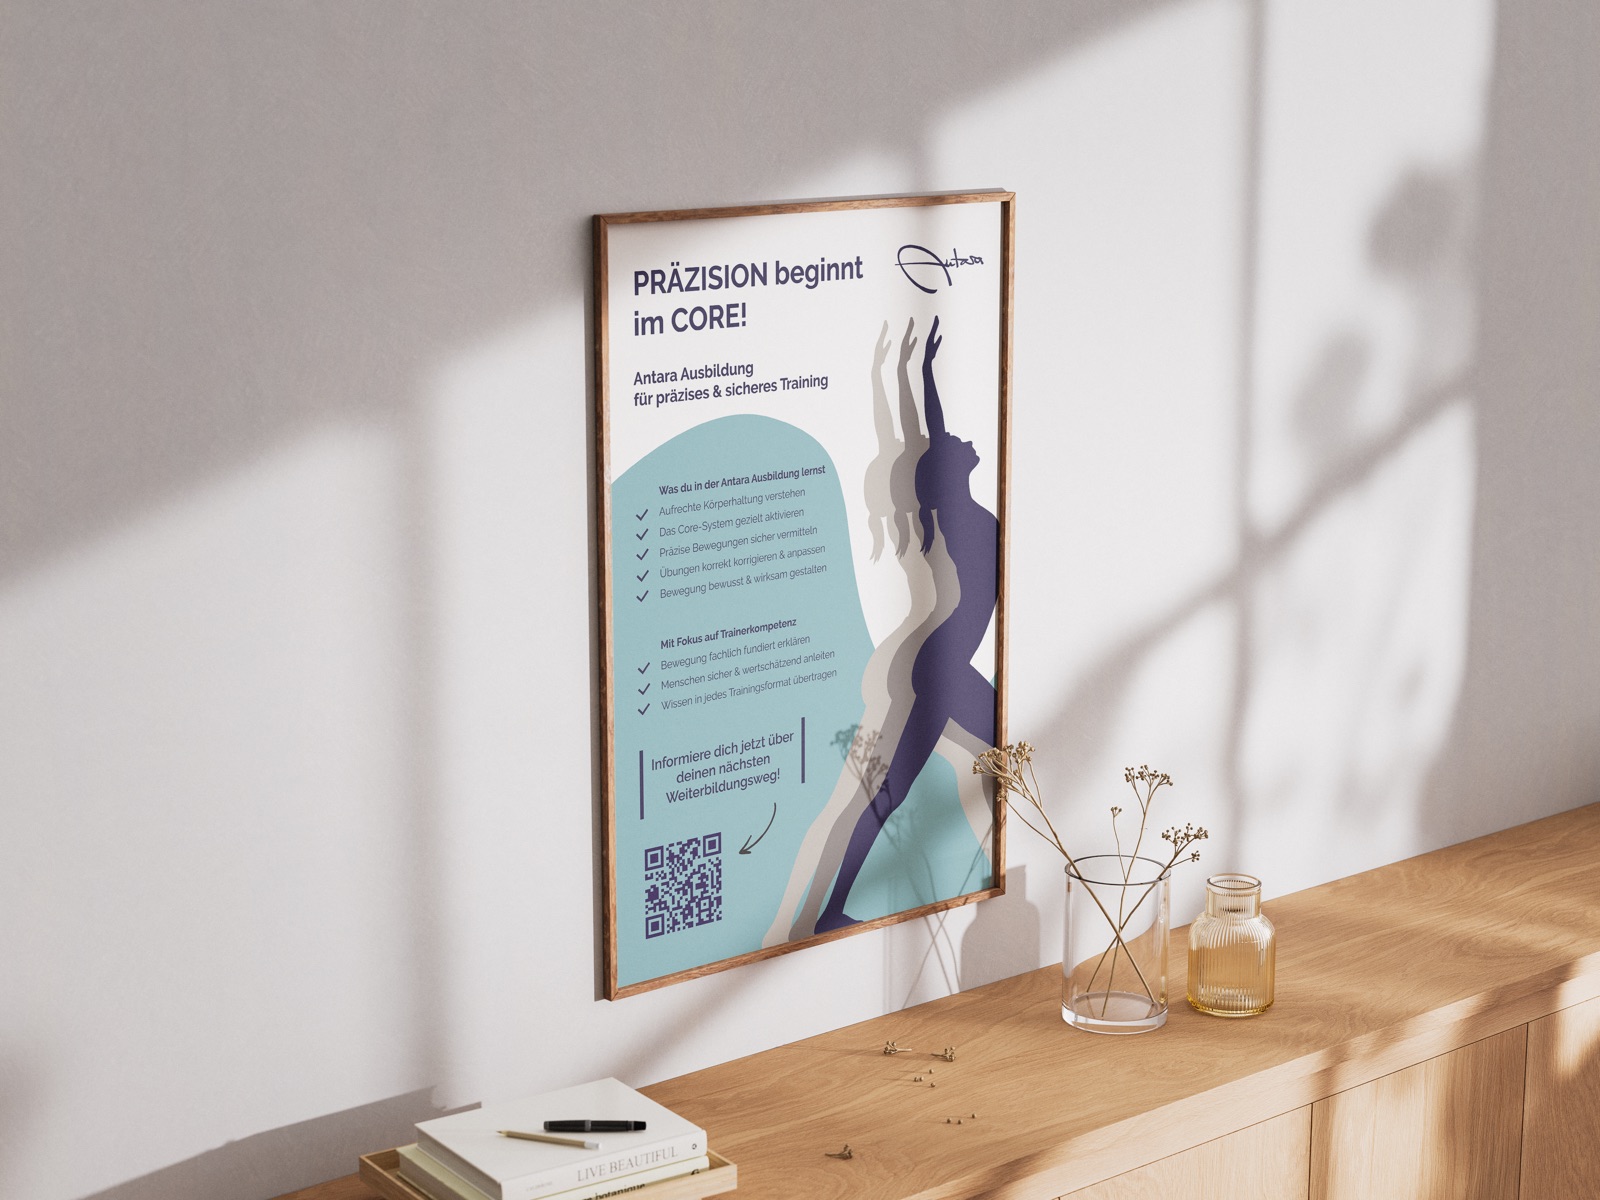 PRÄZISION beginnt
im CORE!
Antara
Antara Ausbildung
für präzises & sicheres Training
Was du in der Antara Ausbildung lernst
Aufrechte Körperhaltung verstehen
Das Core-System gezielt aktivieren
Präzise Bewegungen sicher vermitteln
Übungen korrekt korrigieren & anpassen
Bewegung bewusst & wirksam gestalten
Mit Fokus auf Trainerkompetenz
Bewegung fachlich fundiert erklären
Menschen sicher & wertschätzend anleiten
Wissen in jedes Trainingsformat übertragen
Informiere dich jetzt über
deinen nächsten
Weiterbildungsweg!
LIVE BEAUTIFUL
botanique